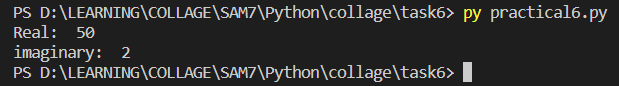 PS D:\LEARNING\COLLAGE\SAM7\Python\collage\task6> py practical6.py
Real:  50
imaginary:  2
PS D:\LEARNING\COLLAGE\SAM7\Python\collage\task6>